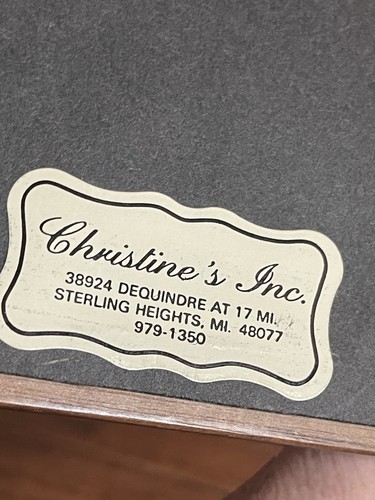 Christine's Inc.
38924 DEQUINDRE AT 17 MI.
STERLING HEIGHTS, MI. 48077
979-1350